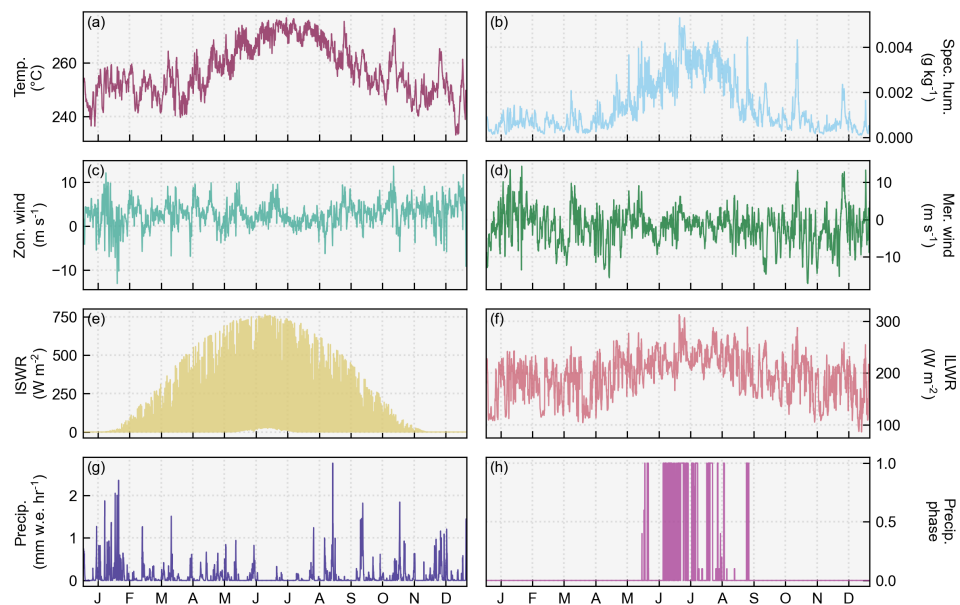 (a)
Temp.
(°C)
260
240
(b)
0.004
0.002
0.000
Spec. hum.
(g kg⁻¹)
(c)
Zon. wind
(m s⁻¹)
10
0
−10
(d)
10
0
−10
Mer. wind
(m s⁻¹)
(e)
ISWR
(W m⁻²)
750
500
250
0
(f)
300
200
100
ILWR
(W m⁻²)
(g)
Precip.
(mm w.e. hr⁻¹)
2
1
0
J F M A M J J A S O N D
(h)
1.0
0.5
0.0
Precip.
phase
J F M A M J J A S O N D